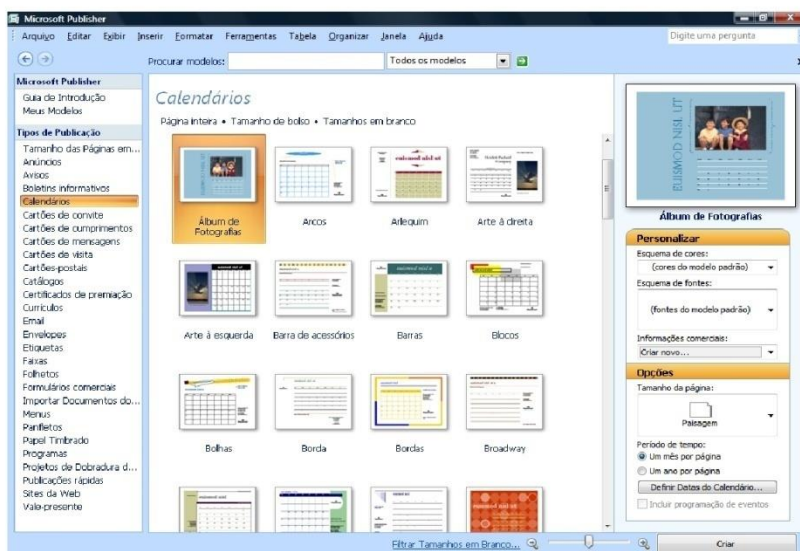 Microsoft Publisher
Arquivo Editar Exibir Inserir Formatar Ferramentas Tabela Organizar Janela Ajuda
Digite uma pergunta
Procurar modelos:
Todos os modelos
Microsoft Publisher
Guia de Introdução
Meus Modelos
Tipos de Publicação
Tamanho das Páginas em...
Anúncios
Avisos
Boletins informativos
Calendários
Cartões de convite
Cartões de cumprimentos
Cartões de mensagens
Cartões de visita
Cartões-postais
Catálogos
Certificados de premiação
Currículos
Email
Envelopes
Etiquetas
Faixas
Folhetos
Formulários comerciais
Importar Documentos do...
Menus
Panfletos
Papel Timbrado
Programas
Projetos de Dobradura d...
Publicações rápidas
Sites da Web
Vale-presente
Calendários
Página inteira • Tamanho de bolso • Tamanhos em branco
Álbum de
Fotografias
Arcos
Arlequim
Arte à direita
Arte à esquerda
Barra de acessórios
Barras
Blocos
Bolhas
Borda
Bordas
Broadway
Filtrar Tamanhos em Branco...
EUISMOD NISL UT
Álbum de Fotografias
Personalizar
Esquema de cores:
(cores do modelo padrão)
Esquema de fontes:
(fontes do modelo padrão)
Informações comerciais:
Criar novo...
Opções
Tamanho da página:
Paisagem
Período de tempo:
Um mês por página
Um ano por página
Definir Datas do Calendário...
Incluir programação de eventos
Criar